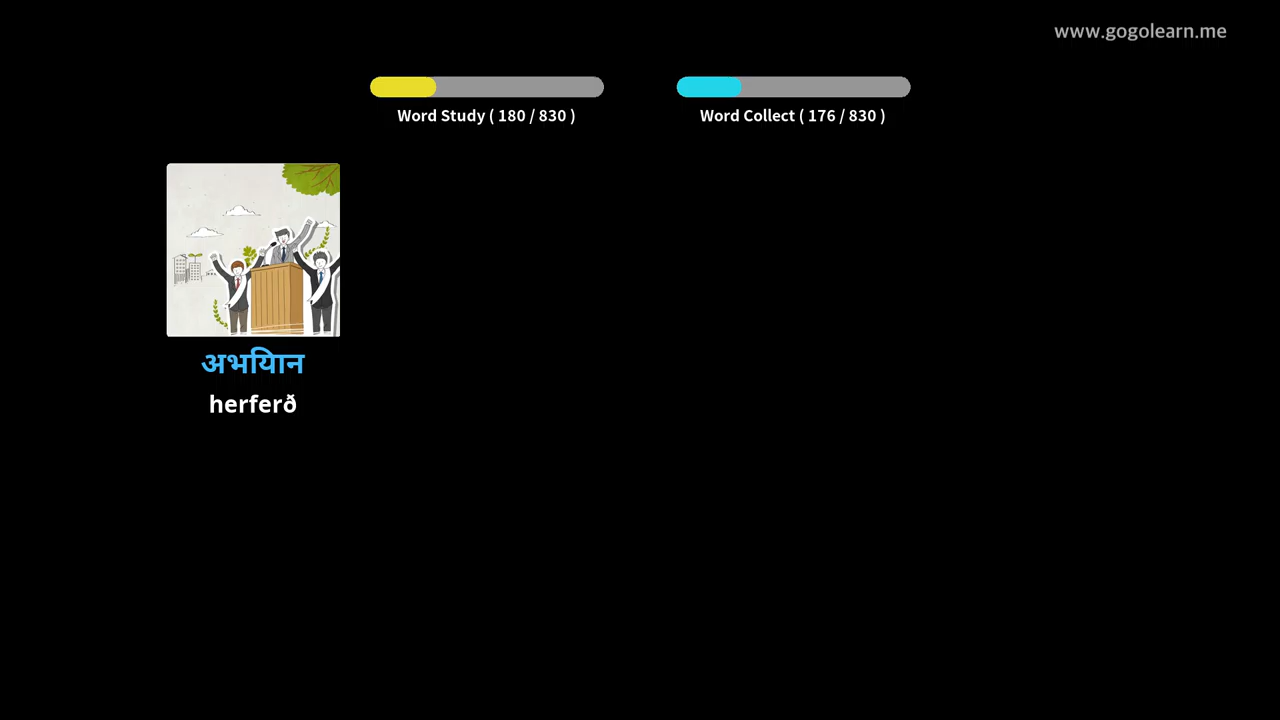 www.gogolearn.me
Word Study ( 180 / 830 )
Word Collect ( 176 / 830 )
अभियान
herferð